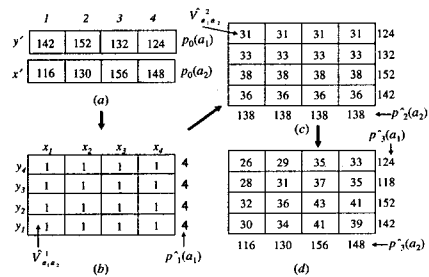 1 2 3 4
y' 142 152 132 124 p₀(a₁)
x' 116 130 156 148 p₀(a₂)
(a)
x₁ x₂ x₃ x₄
y₄ 1 1 1 1 4
y₃ 1 1 1 1 4
y₂ 1 1 1 1 4
y₁ 1 1 1 1 4
V̂¹ₐ₁ₐ₂ p^₁(a₁)
(b)
V̂²ₐ₁ₐ₂
31 31 31 31 124
33 33 33 33 132
38 38 38 38 152
36 36 36 36 142
138 138 138 138 p^₂(a₂)
(c)
p^₃(a₁)
26 29 35 33 124
28 31 37 35 118
32 36 43 41 152
30 34 41 39 142
116 130 156 148 p^₃(a₂)
(d)